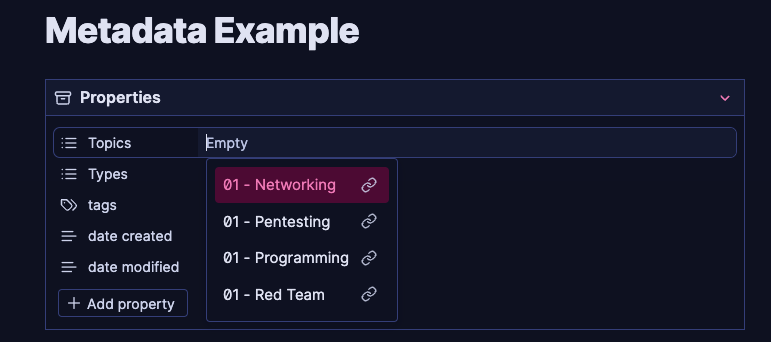 Metadata Example
Properties
Topics Empty
Types
01 - Networking
tags
01 - Pentesting
date created
01 - Programming
date modified
01 - Red Team
+ Add property